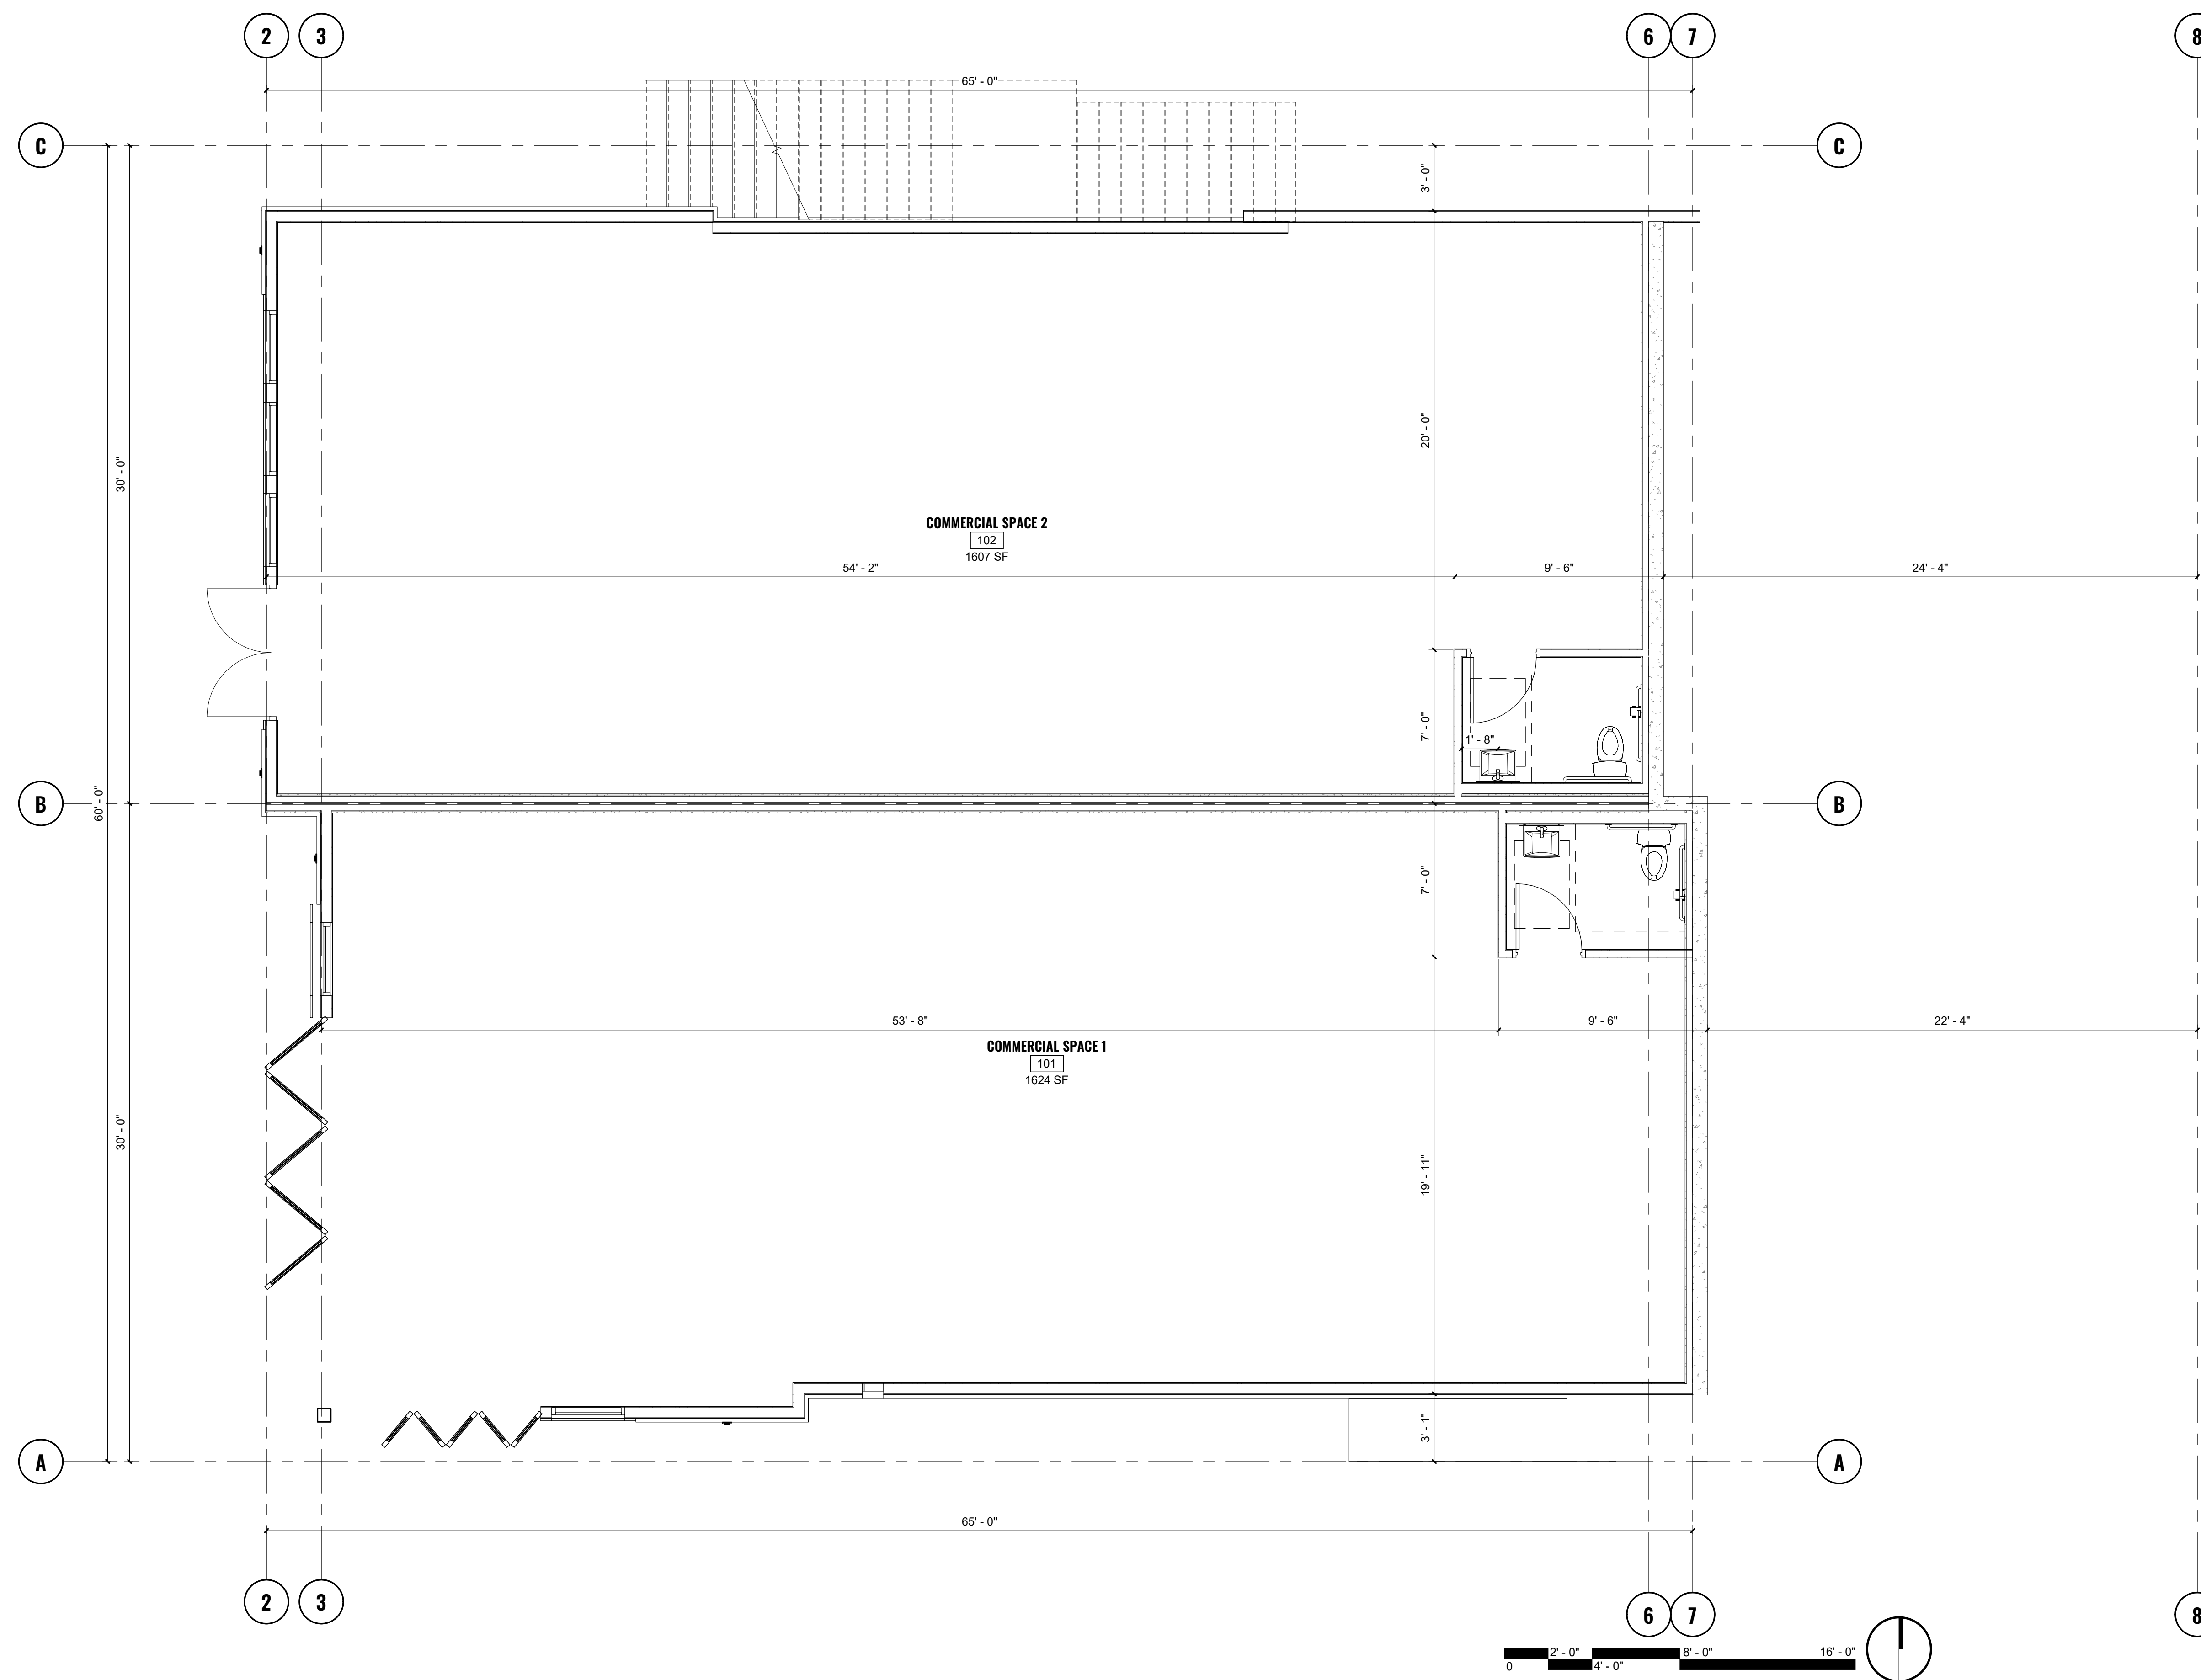 2 3 6 7 8
65' - 0"
C C
3' - 0"
30' - 0"
20' - 0"
COMMERCIAL SPACE 2
102
1607 SF
54' - 2" 9' - 6" 24' - 4"
7' - 0"
1' - 8"
B B
60' - 0"
7' - 0"
53' - 8" 9' - 6" 22' - 4"
COMMERCIAL SPACE 1
101
1624 SF
30' - 0"
19' - 11"
3' - 1"
A A
65' - 0"
2 3 6 7 8
2' - 0" 8' - 0" 16' - 0"
0 4' - 0"